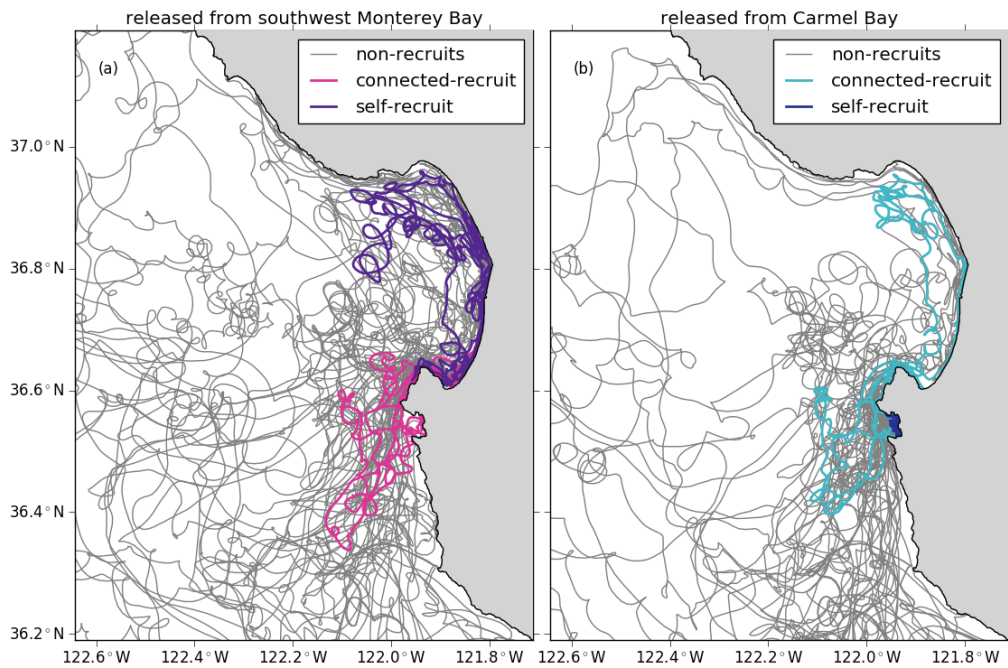 released from southwest Monterey Bay
released from Carmel Bay
(a)
non-recruits
connected-recruit
self-recruit
(b)
non-recruits
connected-recruit
self-recruit
37.0° N
36.8° N
36.6° N
36.4° N
36.2° N
122.6° W 122.4° W 122.2° W 122.0° W 121.8° W
122.6° W 122.4° W 122.2° W 122.0° W 121.8° W